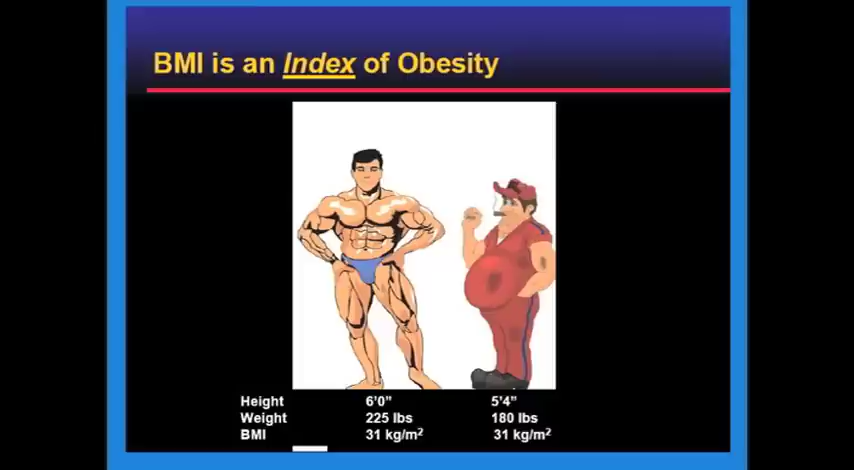 BMI is an Index of Obesity
Height 6'0" 5'4"
Weight 225 lbs 180 lbs
BMI 31 kg/m² 31 kg/m²